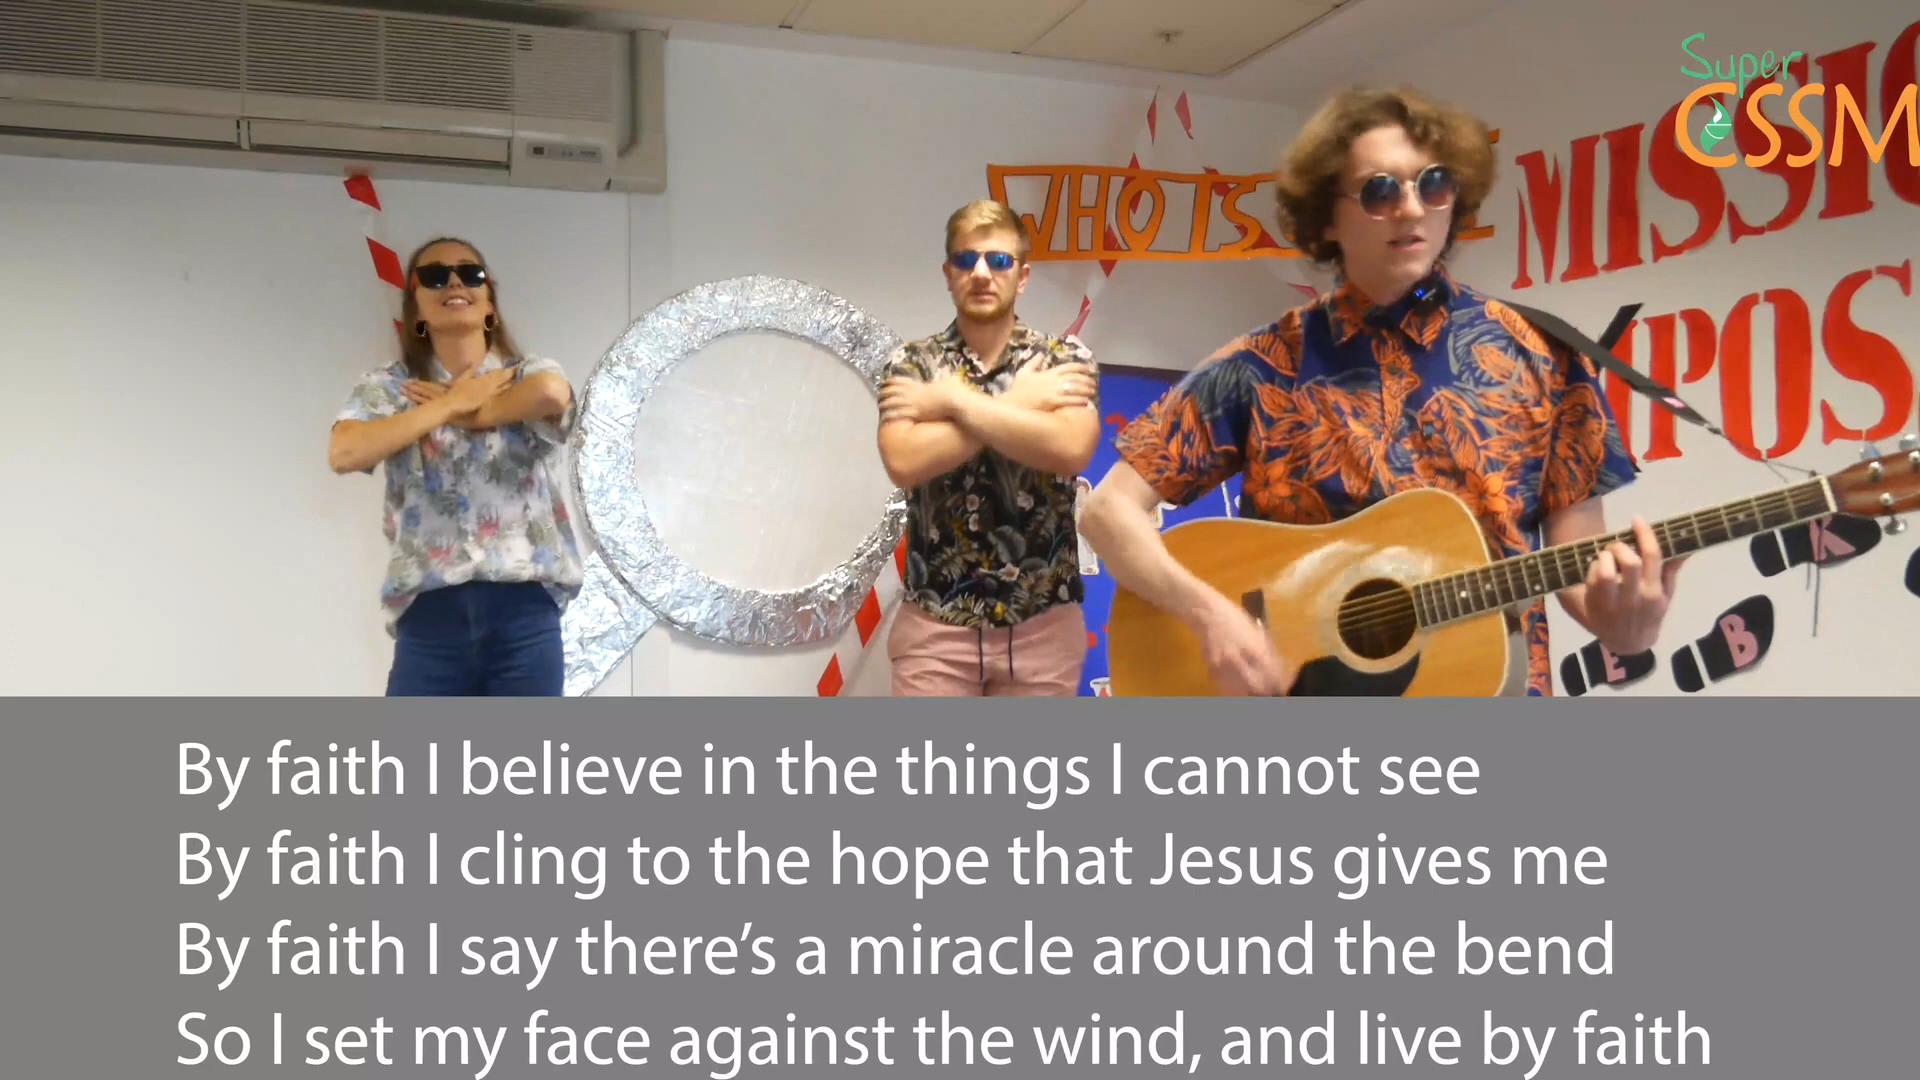 Super
CSSM
WHO IS
MISSIO
MPOS
K
E
B
By faith I believe in the things I cannot see
By faith I cling to the hope that Jesus gives me
By faith I say there’s a miracle around the bend
So I set my face against the wind, and live by faith